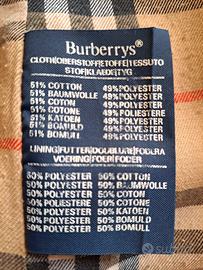 Burberrys®
CLOTH/OBERSTOFF/ETOFFE/TESSUTO
STOF/KLAEDE/TYG
51% COTTON 49% POLYESTER
51% BAUMWOLLE 49% POLYESTER
51% COTON 49% POLYESTER
51% COTONE 49% POLIESTERE
51% KATOEN 49% POLYESTER
51% BOMULD 49% POLYESTER
51% BOMULL 49% POLYESTER
LINING/FUTTER/DOUBLURE/FODERA
VOERING/FOER/FODER
50% POLYESTER 50% COTTON
50% POLYESTER 50% BAUMWOLLE
50% POLYESTER 50% COTON
50% POLIESTERE 50% COTONE
50% POLYESTER 50% KATOEN
50% POLYESTER 50% BOMULD
50% POLYESTER 50% BOMULL